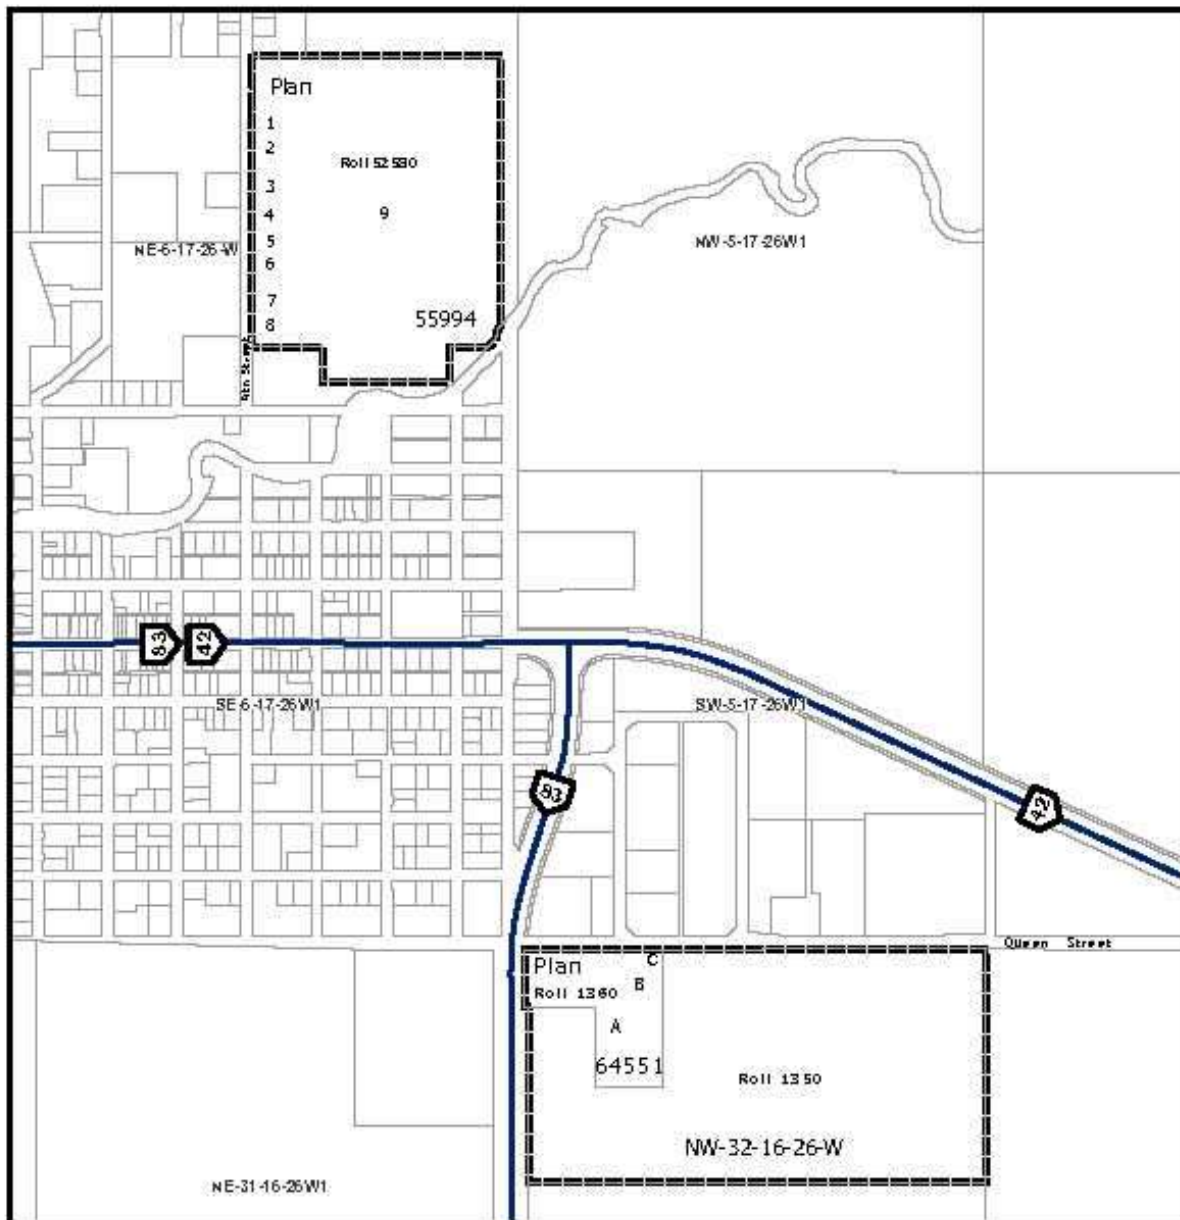 Plan
1
2
Roll 52580
3
4
9
5
NE-6-17-26-W
NW-5-17-26W1
6
7
8
55994
Street
83
42
SE-6-17-26W1
SW-5-17-26W1
83
42
Queen Street
C
Plan
B
Roll 1360
A
64551
Roll 1350
NW-32-16-26-W
NE-31-16-26W1